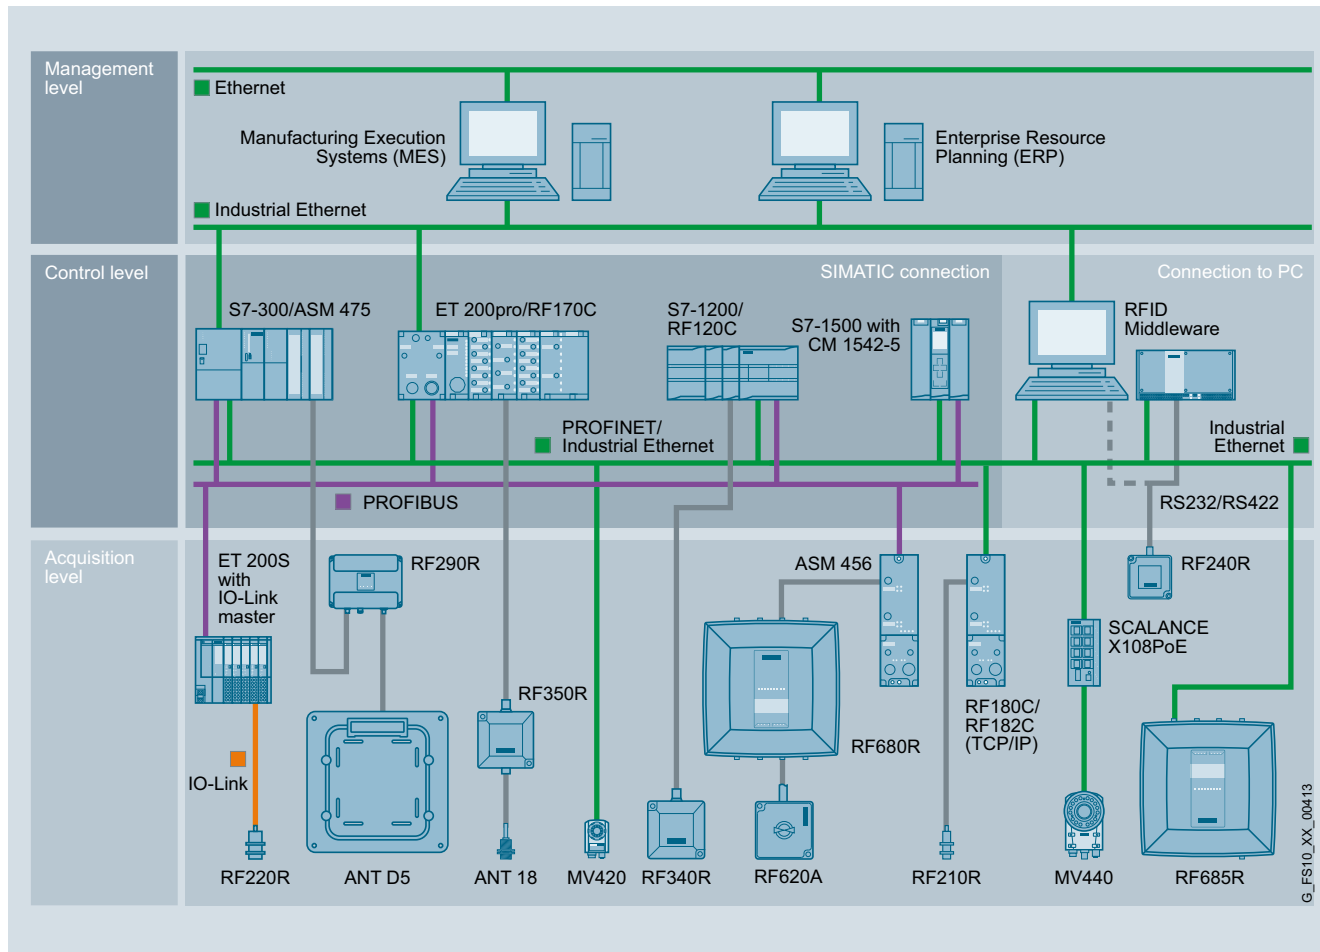 Management
level
Ethernet
Manufacturing Execution
Systems (MES)
Enterprise Resource
Planning (ERP)
Industrial Ethernet
Control level
SIMATIC connection
Connection to PC
S7-300/ASM 475
ET 200pro/RF170C
S7-1200/
RF120C
S7-1500 with
CM 1542-5
RFID
Middleware
PROFINET/
Industrial Ethernet
Industrial
Ethernet
PROFIBUS
RS232/RS422
Acquisition
level
ET 200S
with
IO-Link
master
RF290R
ASM 456
RF240R
SCALANCE
X108PoE
RF350R
RF680R
RF180C/
RF182C
(TCP/IP)
IO-Link
RF220R
ANT D5
ANT 18
MV420
RF340R
RF620A
RF210R
MV440
RF685R
G_FS10_XX_00413